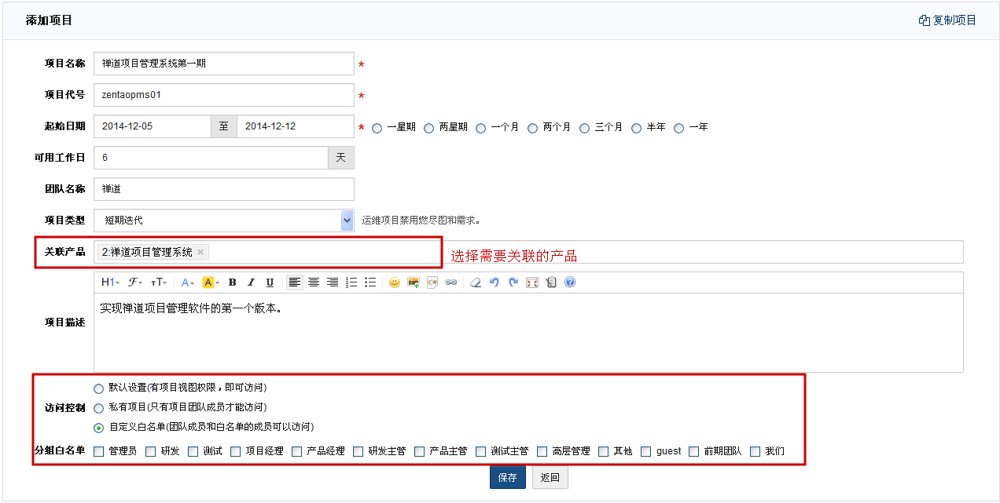 添加项目 复制项目
项目名称 禅道项目管理系统第一期 *
项目代号 zentaopms01 *
起始日期 2014-12-05 至 2014-12-12 * 一星期 两星期 一个月 两个月 三个月 半年 一年
可用工作日 6 天
团队名称 禅道
项目类型 短期迭代 运维项目禁用燃尽图和需求。
关联产品 2:禅道项目管理系统 × 选择需要关联的产品
H1 F TT A A B I U C#
项目描述 实现禅道项目管理软件的第一个版本。
默认设置(有项目视图权限，即可访问)
访问控制 私有项目(只有项目团队成员才能访问)
自定义白名单(团队成员和白名单的成员可以访问)
分组白名单 管理员 研发 测试 项目经理 产品经理 研发主管 产品主管 测试主管 高层管理 其他 guest 前期团队 我们
保存 返回